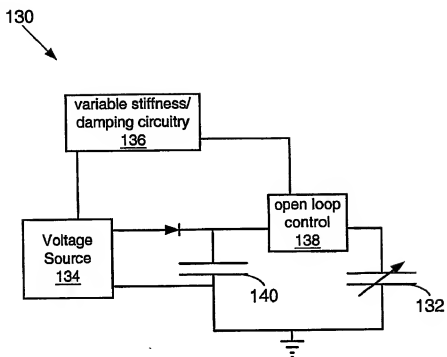 130
variable stiffness/
damping circuitry
136
open loop
control
138
Voltage
Source
134
140
132